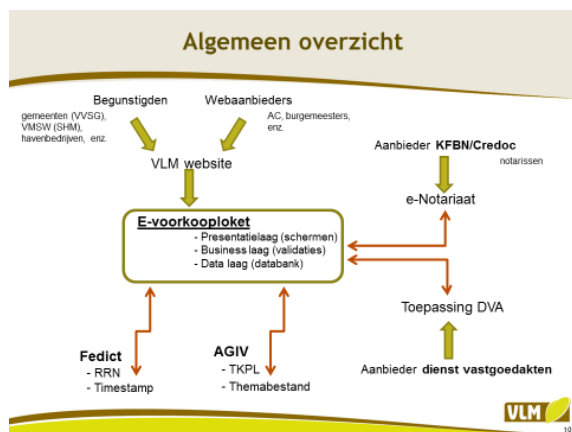 Algemeen overzicht
Begunstigden
gemeenten (VVSG),
VMSW (SHM),
havenbedrijven, enz.
Webaanbieders
AC, burgemeesters,
enz.
VLM website
Aanbieder KFBN/Credoc
notarissen
e-Notariaat
E-voorkooploket
- Presentatielaag (schermen)
- Business laag (validaties)
- Data laag (databank)
Toepassing DVA
Aanbieder dienst vastgoedakten
Fedict
- RRN
- Timestamp
AGIV
- TKPL
- Themabestand
VLM